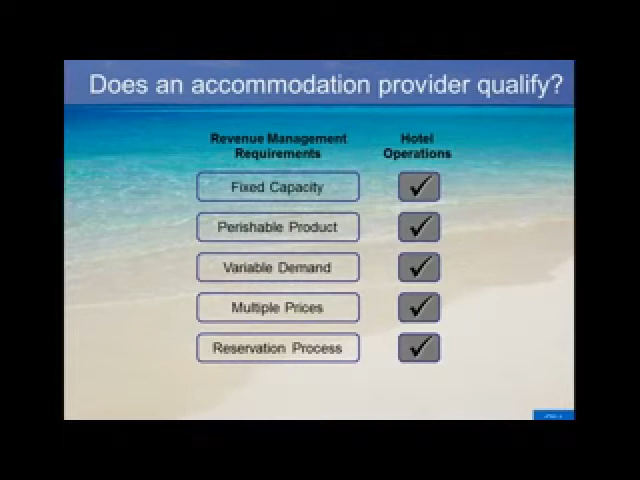 Does an accommodation provider qualify?
Revenue Management Requirements
Hotel Operations
Fixed Capacity
Perishable Product
Variable Demand
Multiple Prices
Reservation Process